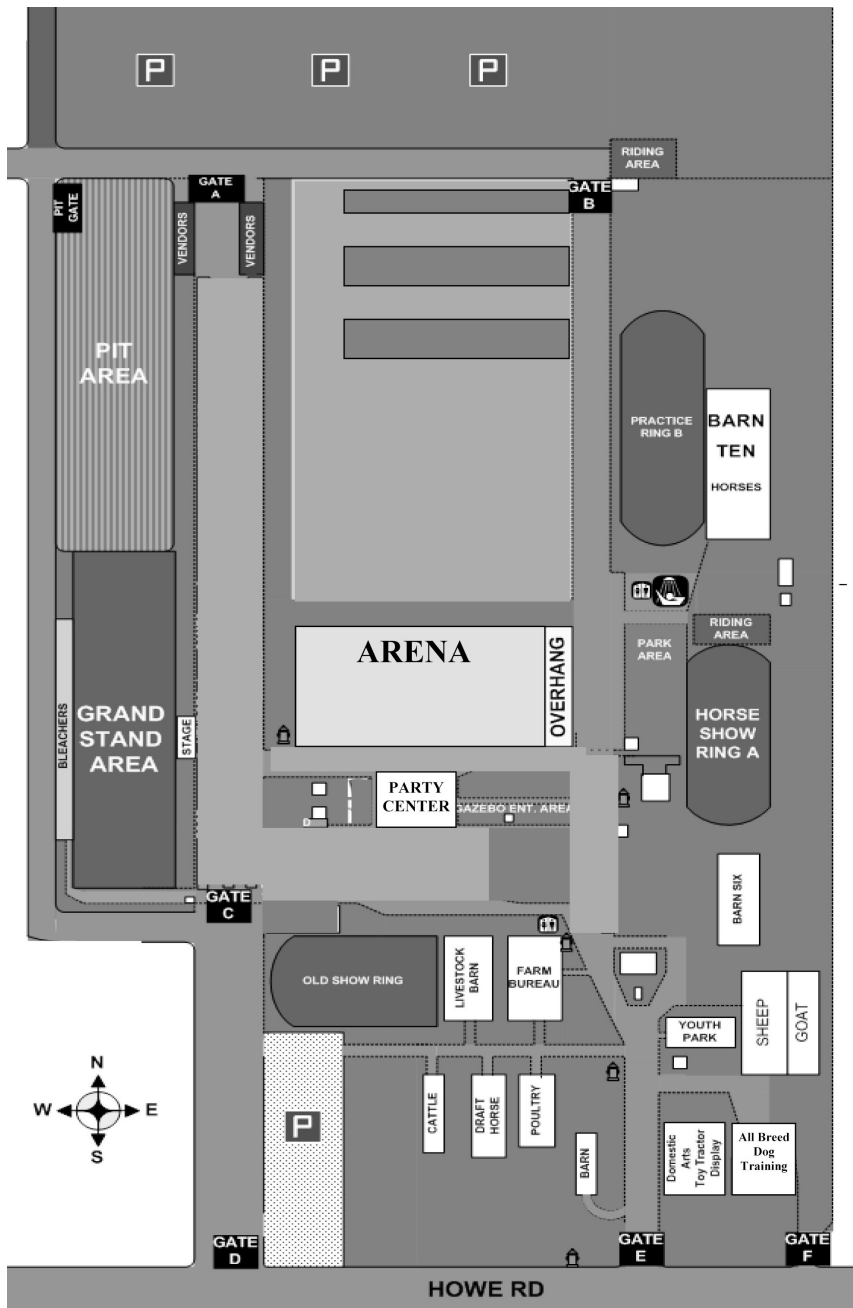 P
P
P
RIDING
AREA
GATE
A
GATE
B
PIT
GATE
VENDORS
VENDORS
PIT
AREA
PRACTICE
RING B
BARN
TEN
HORSES
BLEACHERS
GRAND
STAND
AREA
STAGE
ARENA
OVERHANG
PARK
AREA
RIDING
AREA
HORSE
SHOW
RING A
PARTY
CENTER
GAZEBO ENT. AREA
D
GATE
C
BARN SIX
OLD SHOW RING
LIVESTOCK
BARN
FARM
BUREAU
YOUTH
PARK
SHEEP
GOAT
N
W
E
S
P
CATTLE
DRAFT
HORSE
POULTRY
BARN
Domestic
Arts
Toy Tractor
Display
All Breed
Dog
Training
GATE
D
GATE
E
GATE
F
HOWE RD